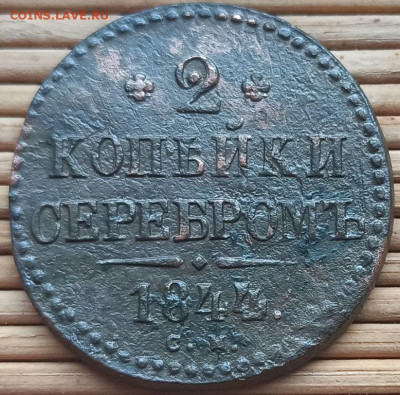 COINS.LAVE.RU
2
КОПѢЙКИ
СЕРЕБРОМЪ
1844.
С.М.